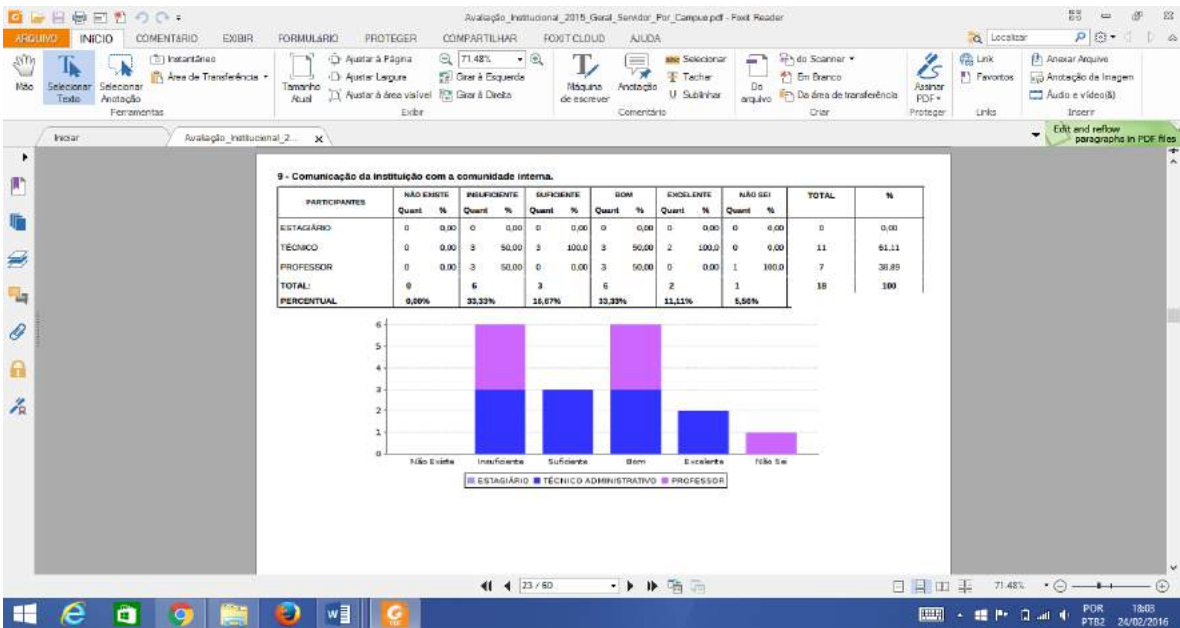 Avaliação_Institucional_2015_Geral_Servidor_Por_Campus.pdf - Foxit Reader
ARQUIVO INÍCIO COMENTÁRIO EXIBIR FORMULÁRIO PROTEGER COMPARTILHAR FOXIT CLOUD AJUDA Localizar
Mão
Selecionar Texto
Selecionar Anotação
Instantâneo
Área de Transferência
Ferramentas
Tamanho Atual
Ajustar à Página
Ajustar Largura
Ajustar à área visível
71.48%
Girar à Esquerda
Girar à Direita
Exibir
Máquina de escrever
Anotação
Selecionar
Tachar
Sublinhar
Comentário
Do arquivo
do Scanner
Em Branco
Da área de transferência
Criar
Assinar PDF
Proteger
Link
Favoritos
Links
Anexar Arquivo
Anotação de Imagem
Áudio e vídeo(&)
Inserir
Iniciar Avaliação_Institucional_2... x
Edit and reflow
paragraphs in PDF files
9 - Comunicação da instituição com a comunidade interna.
PARTICIPANTES NÃO EXISTE INSUFICIENTE SUFICIENTE BOM EXCELENTE NÃO SEI TOTAL %
Quant % Quant % Quant % Quant % Quant % Quant %
ESTAGIÁRIO 0 0,00 0 0,00 0 0,00 0 0,00 0 0,00 0 0,00 0 0,00
TÉCNICO 0 0,00 3 50,00 3 100,0 3 50,00 2 100,0 0 0,00 11 61,11
PROFESSOR 0 0,00 3 50,00 0 0,00 3 50,00 0 0,00 1 100,0 7 38,89
TOTAL: 0 6 3 6 2 1 18 100
PERCENTUAL 0,00% 33,33% 16,67% 33,33% 11,11% 5,56%
6
5
4
3
2
1
0
Não Existe Insuficiente Suficiente Bom Excelente Não Sei
ESTAGIÁRIO TÉCNICO ADMINISTRATIVO PROFESSOR
23 / 60
71.48%
POR 18:03
PTB2 24/02/2016